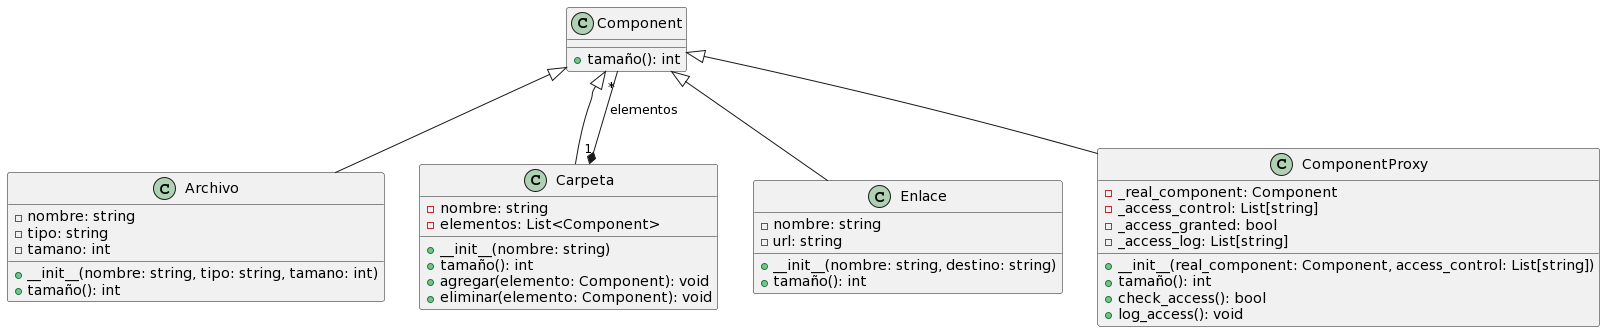 C Component
+ tamaño(): int
*
elementos
1
C Archivo
nombre: string
tipo: string
tamano: int
__init__(nombre: string, tipo: string, tamano: int)
tamaño(): int
C Carpeta
nombre: string
elementos: List<Component>
__init__(nombre: string)
tamaño(): int
agregar(elemento: Component): void
eliminar(elemento: Component): void
C Enlace
nombre: string
url: string
__init__(nombre: string, destino: string)
tamaño(): int
C ComponentProxy
_real_component: Component
_access_control: List[string]
_access_granted: bool
_access_log: List[string]
__init__(real_component: Component, access_control: List[string])
tamaño(): int
check_access(): bool
log_access(): void